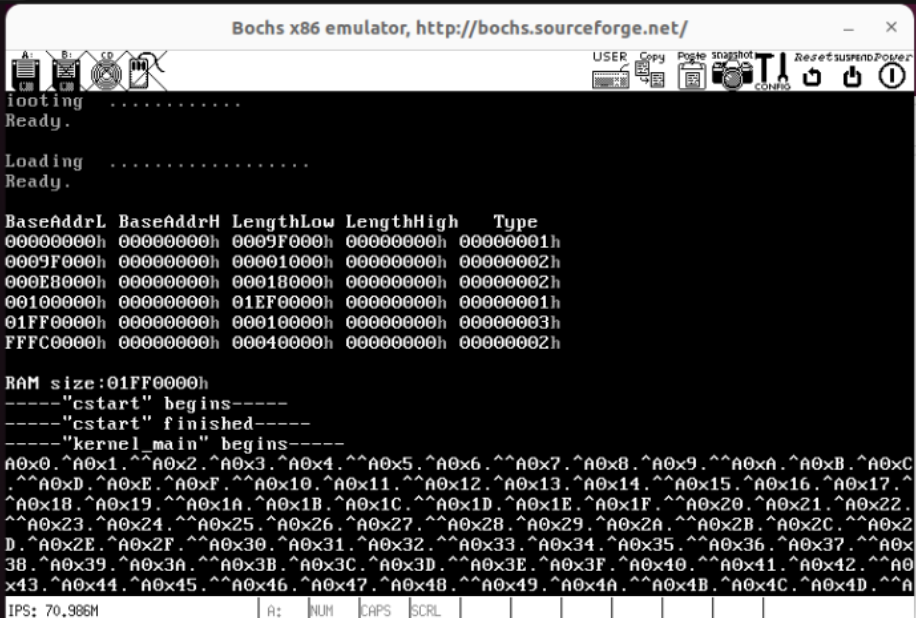 Bochs x86 emulator, http://bochs.sourceforge.net/
A: B: CD USER Copy Paste snapshot CONFIG Reset SUSPEND Power
iooting ............
Ready.
Loading ..................
Ready.
BaseAddrL BaseAddrH LengthLow LengthHigh Type
00000000h 00000000h 0009F000h 00000000h 00000001h
0009F000h 00000000h 00001000h 00000000h 00000002h
000E8000h 00000000h 00018000h 00000000h 00000002h
00100000h 00000000h 01EF0000h 00000000h 00000001h
01FF0000h 00000000h 00010000h 00000000h 00000003h
FFFC0000h 00000000h 00040000h 00000000h 00000002h
RAM size:01FF0000h
-----"cstart" begins-----
-----"cstart" finished-----
-----"kernel_main" begins-----
A0x0.^A0x1.^^A0x2.^A0x3.^A0x4.^^A0x5.^A0x6.^^A0x7.^A0x8.^A0x9.^^A0xA.^A0xB.^A0xC
.^^A0xD.^A0xE.^A0xF.^^A0x10.^A0x11.^^A0x12.^A0x13.^A0x14.^^A0x15.^A0x16.^A0x17.^
^A0x18.^A0x19.^^A0x1A.^A0x1B.^A0x1C.^^A0x1D.^A0x1E.^A0x1F.^^A0x20.^A0x21.^A0x22.
^^A0x23.^A0x24.^^A0x25.^A0x26.^A0x27.^^A0x28.^A0x29.^A0x2A.^^A0x2B.^A0x2C.^^A0x2
D.^A0x2E.^A0x2F.^^A0x30.^A0x31.^A0x32.^^A0x33.^A0x34.^A0x35.^^A0x36.^A0x37.^^A0x
38.^A0x39.^A0x3A.^^A0x3B.^A0x3C.^A0x3D.^^A0x3E.^A0x3F.^A0x40.^^A0x41.^A0x42.^^A0
x43.^A0x44.^A0x45.^^A0x46.^A0x47.^A0x48.^^A0x49.^A0x4A.^^A0x4B.^A0x4C.^A0x4D.^^A
IPS: 70.986M A: NUM CAPS SCRL